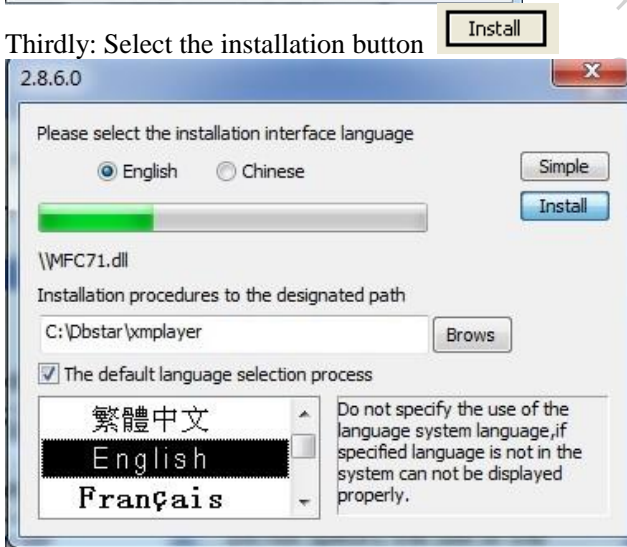 Thirdly: Select the installation button Install
2.8.6.0
Please select the installation interface language
English Chinese
Simple
Install
\\MFC71.dll
Installation procedures to the designated path
C:\Dbstar\xmplayer
Brows
The default language selection process
繁體中文
English
Français
Do not specify the use of the
language system language,if
specified language is not in the
system can not be displayed
properly.